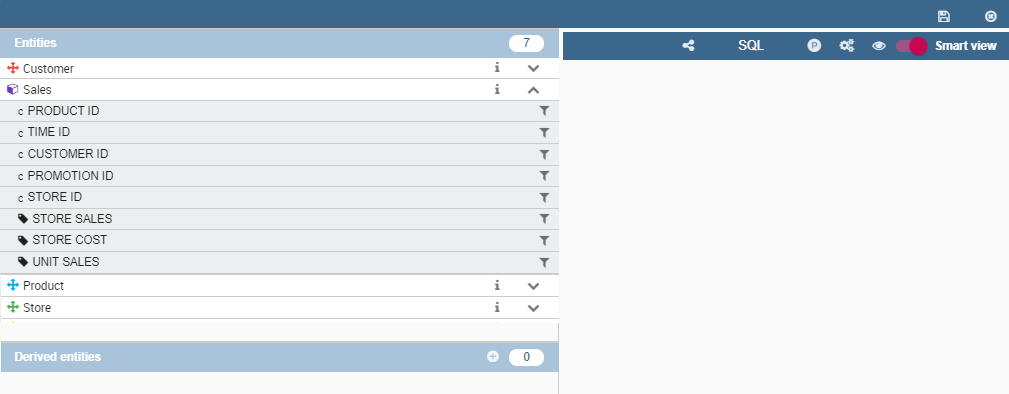 Entities 7
SQL P Smart view
Customer i
Sales i
c PRODUCT ID
c TIME ID
c CUSTOMER ID
c PROMOTION ID
c STORE ID
STORE SALES
STORE COST
UNIT SALES
Product i
Store i
Derived entities 0